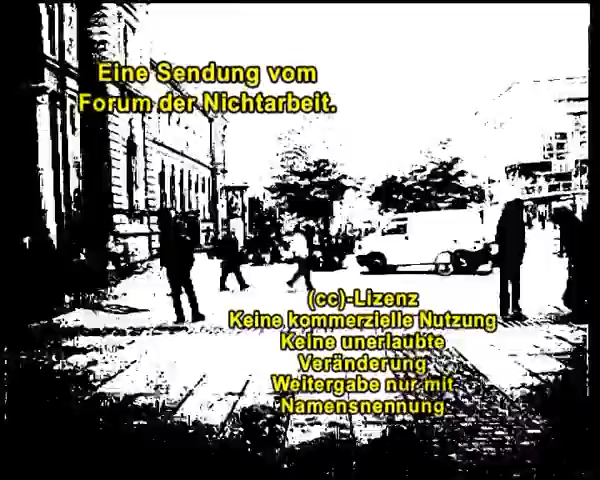 Eine Sendung vom
Forum der Nichtarbeit.
(cc)-Lizenz
Keine kommerzielle Nutzung
Keine unerlaubte
Veränderung
Weitergabe nur mit
Namensnennung